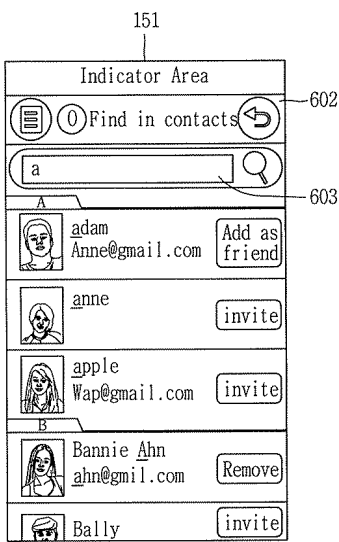 151
Indicator Area
0 Find in contacts
602
a
603
A
adam
Anne@gmail.com
Add as
friend
anne
invite
apple
Wap@gmail.com
invite
B
Bannie Ahn
ahn@gmil.com
Remove
Bally
invite